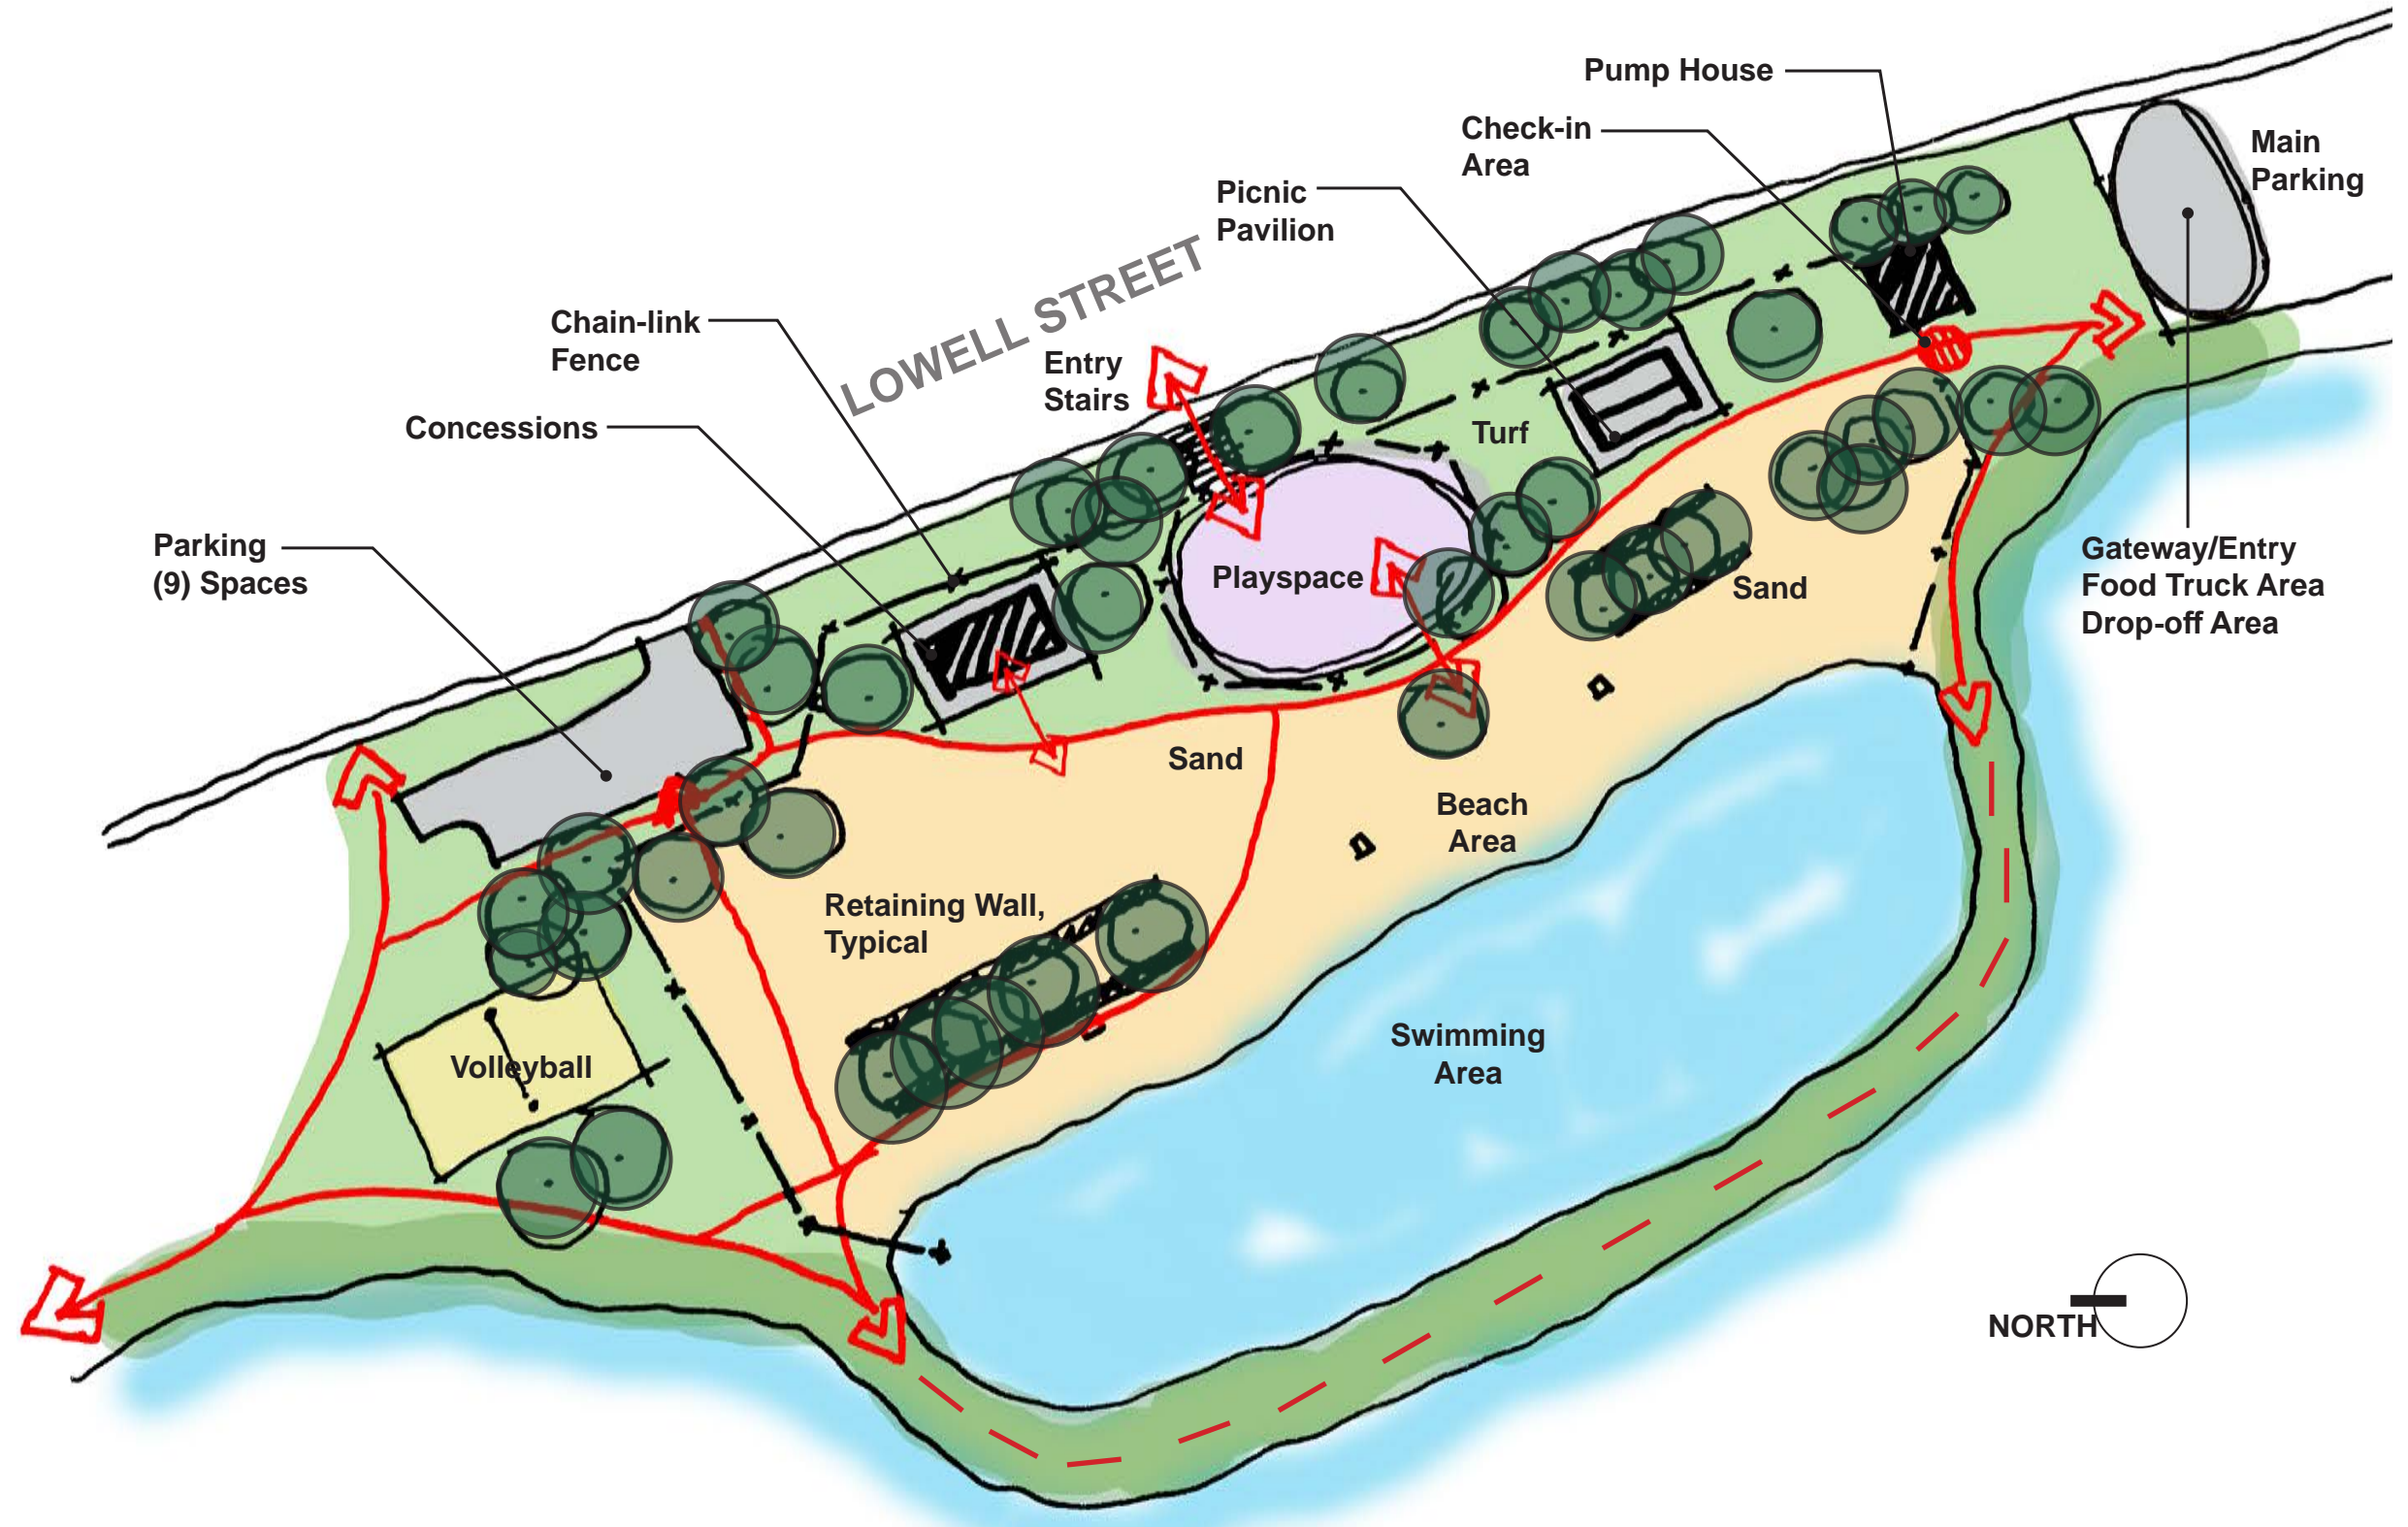 Pump House
Check-in
Area
Main
Parking
Picnic
Pavilion
LOWELL STREET
Chain-link
Fence
Entry
Stairs
Concessions
Turf
Parking
(9) Spaces
Playspace
Sand
Gateway/Entry
Food Truck Area
Drop-off Area
Sand
Beach
Area
Retaining Wall,
Typical
Swimming
Area
Volleyball
NORTH